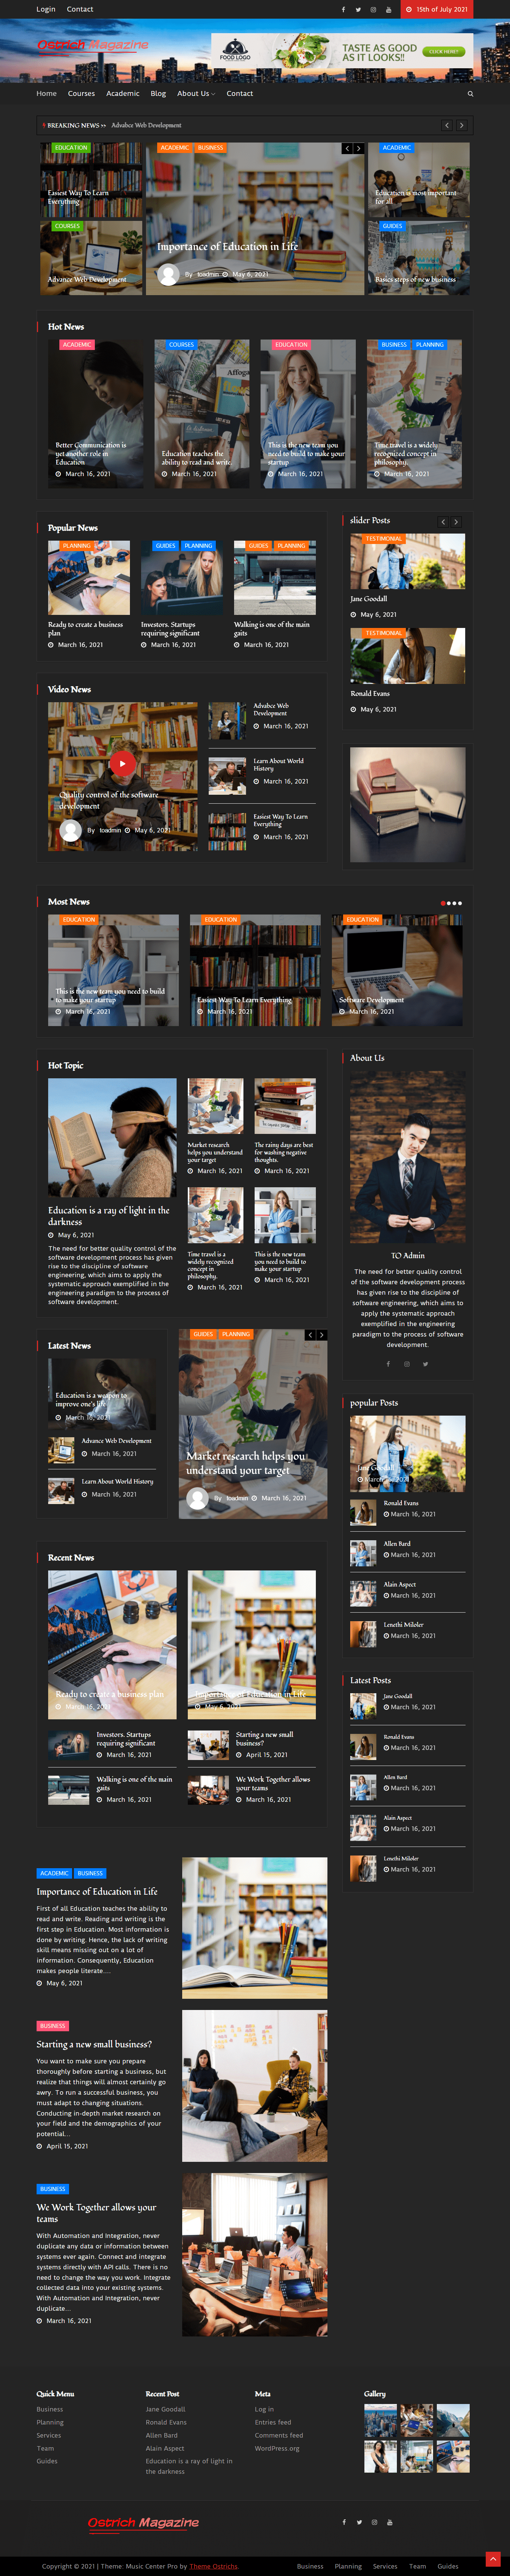 Login Contact
15th of July 2021
Ostrich Magazine
FOOD LOGO
TASTE AS GOOD
AS IT LOOKS!!
CLICK HERE!
Home Courses Academic Blog About Us Contact
BREAKING NEWS >> Advabce Web Development
EDUCATION
Easiest Way To Learn
Everything
COURSES
Advance Web Development
ACADEMIC BUSINESS
Importance of Education in Life
By toadmin May 6, 2021
ACADEMIC
Education is most important
for all
GUIDES
Basics steps of new business
Hot News
ACADEMIC
Better Communication is
yet another role in
Education
March 16, 2021
COURSES
Affoga
Education teaches the
ability to read and write.
March 16, 2021
EDUCATION
This is the new team you
need to build to make your
startup
March 16, 2021
BUSINESS PLANNING
Time travel is a widely
recognized concept in
philosophy.
March 16, 2021
Popular News
PLANNING
Ready to create a business
plan
March 16, 2021
GUIDES PLANNING
Investors. Startups
requiring significant
March 16, 2021
GUIDES PLANNING
Walking is one of the main
gaits
March 16, 2021
slider Posts
TESTIMONIAL
Jane Goodall
May 6, 2021
TESTIMONIAL
Ronald Evans
May 6, 2021
Video News
Quality control of the software
development
By toadmin May 6, 2021
Advabce Web
Development
March 16, 2021
Learn About World
History
March 16, 2021
Easiest Way To Learn
Everything
March 16, 2021
Most News
EDUCATION
This is the new team you need to build
to make your startup
March 16, 2021
EDUCATION
Easiest Way To Learn Everything
March 16, 2021
EDUCATION
Software Development
March 16, 2021
Hot Topic
Education is a ray of light in the
darkness
May 6, 2021
The need for better quality control of the
software development process has given
rise to the discipline of software
engineering, which aims to apply the
systematic approach exemplified in the
engineering paradigm to the process of
software development.
Market research
helps you understand
your target
March 16, 2021
The rainy days are best
for washing negative
thoughts.
March 16, 2021
Time travel is a
widely recognized
concept in
philosophy.
March 16, 2021
This is the new team
you need to build to
make your startup
March 16, 2021
About Us
TO Admin
The need for better quality control
of the software development process
has given rise to the discipline of
software engineering, which aims to
apply the systematic approach
exemplified in the engineering
paradigm to the process of software
development.
Latest News
Education is a weapon to
improve one's life
March 16, 2021
Advance Web Development
March 16, 2021
Learn About World History
March 16, 2021
GUIDES PLANNING
Market research helps you
understand your target
By toadmin March 16, 2021
popular Posts
Jane Goodall
March 16, 2021
Ronald Evans
March 16, 2021
Allen Bard
March 16, 2021
Alain Aspect
March 16, 2021
Lenethi Miloler
March 16, 2021
Recent News
Ready to create a business plan
March 16, 2021
Importance of Education in Life
May 6, 2021
Investors. Startups
requiring significant
March 16, 2021
Walking is one of the main
gaits
March 16, 2021
Starting a new small
business?
April 15, 2021
We Work Together allows
your teams
March 16, 2021
Latest Posts
Jane Goodall
March 16, 2021
Ronald Evans
March 16, 2021
Allen Bard
March 16, 2021
Alain Aspect
March 16, 2021
Lenethi Miloler
March 16, 2021
ACADEMIC BUSINESS
Importance of Education in Life
First of all Education teaches the ability to
read and write. Reading and writing is the
first step in Education. Most information is
done by writing. Hence, the lack of writing
skill means missing out on a lot of
information. Consequently, Education
makes people literate....
May 6, 2021
BUSINESS
Starting a new small business?
You want to make sure you prepare
thoroughly before starting a business, but
realize that things will almost certainly go
awry. To run a successful business, you
must adapt to changing situations.
Conducting in-depth market research on
your field and the demographics of your
potential...
April 15, 2021
BUSINESS
We Work Together allows your
teams
With Automation and Integration, never
duplicate any data or information between
systems ever again. Connect and integrate
systems directly with API calls. There is no
need to change the way you work. Integrate
collected data into your existing systems.
With Automation and Integration, never
duplicate...
March 16, 2021
Quick Menu
Business
Planning
Services
Team
Guides
Recent Post
Jane Goodall
Ronald Evans
Allen Bard
Alain Aspect
Education is a ray of light in
the darkness
Meta
Log in
Entries feed
Comments feed
WordPress.org
Gallery
Ostrich Magazine
Copyright © 2021 | Theme: Music Center Pro by Theme Ostrichs.
Business Planning Services Team Guides